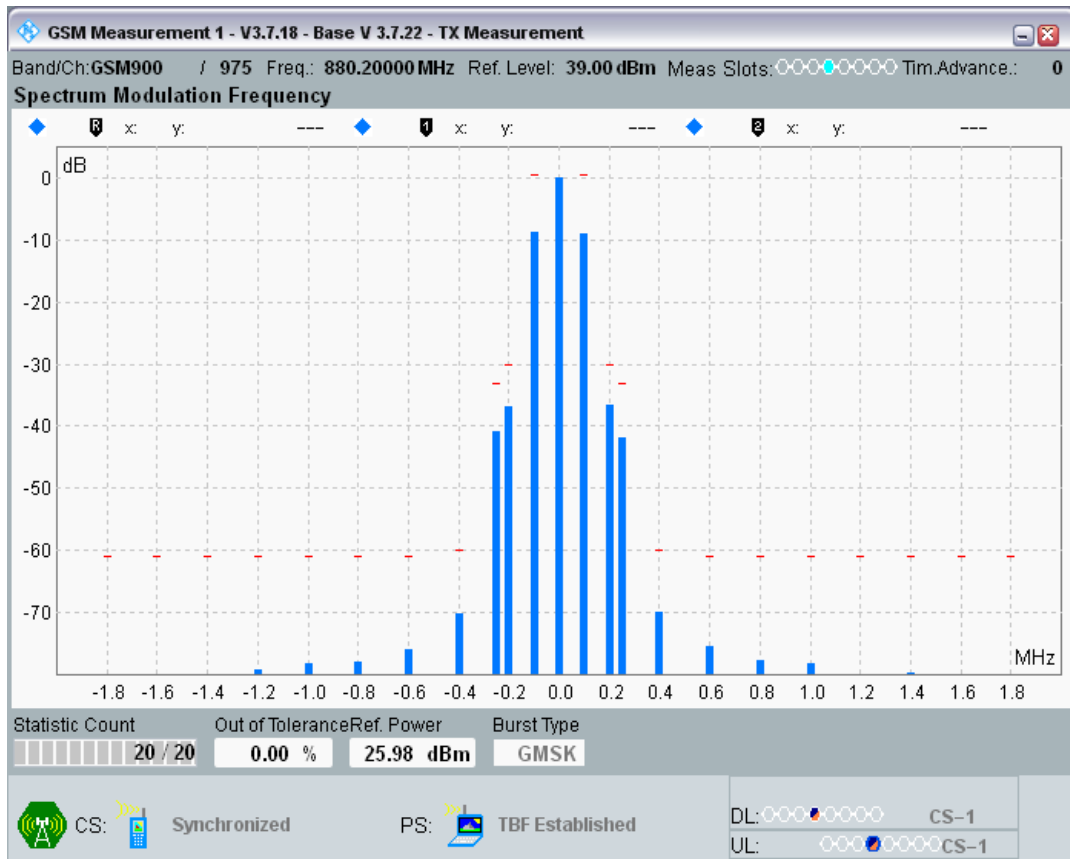 GSM Measurement 1 - V3.7.18 - Base V 3.7.22 - TX Measurement
Band/Ch:GSM900 / 975 Freq.: 880.20000 MHz Ref. Level: 39.00 dBm Meas Slots: Tim.Advance.: 0
Spectrum Modulation Frequency
R x: y: --- 1 x: y: --- 2 x: y: ---
dB
0
-10
-20
-30
-40
-50
-60
-70
MHz
-1.8 -1.6 -1.4 -1.2 -1.0 -0.8 -0.6 -0.4 -0.2 0.0 0.2 0.4 0.6 0.8 1.0 1.2 1.4 1.6 1.8
Statistic Count Out of Tolerance Ref. Power Burst Type
20 / 20 0.00 % 25.98 dBm GMSK
CS: Synchronized PS: TBF Established
DL: CS-1
UL: CS-1